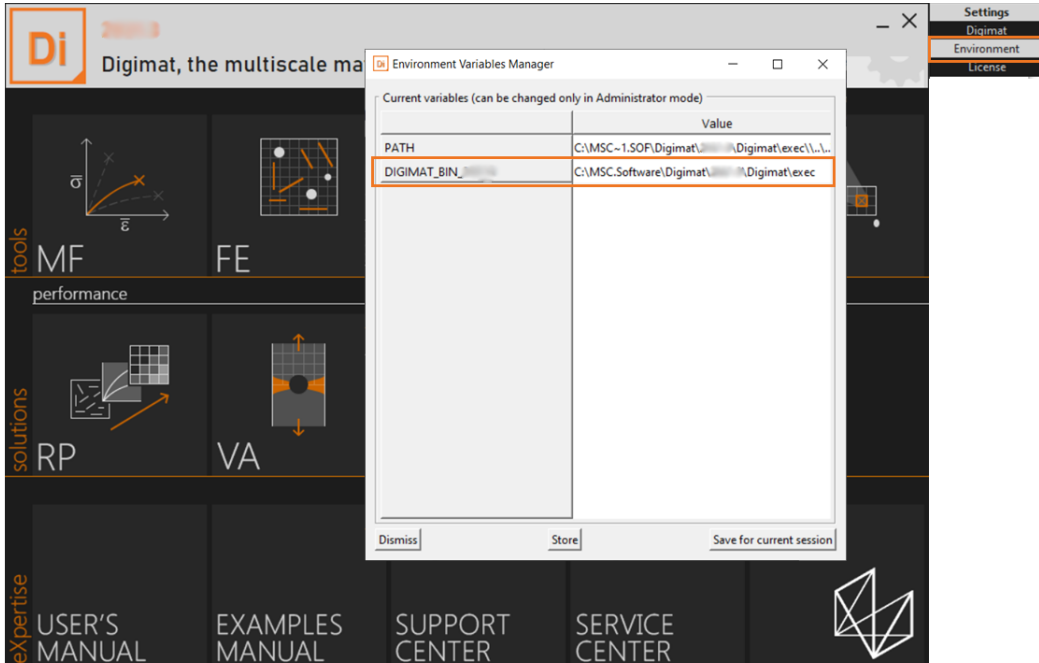 Di
Digimat, the multiscale ma
Settings
Digimat
Environment
License
Di Environment Variables Manager
Current variables (can be changed only in Administrator mode)
Value
PATH C:\MSC~1.SOF\Digimat\ \Digimat\exec\\..\..
DIGIMAT_BIN_ C:\MSC.Software\Digimat\ \Digimat\exec
Dismiss Store Save for current session
tools
σ
ε
MF FE
performance
solutions
RP VA
eXpertise
USER'S MANUAL
EXAMPLES MANUAL
SUPPORT CENTER
SERVICE CENTER